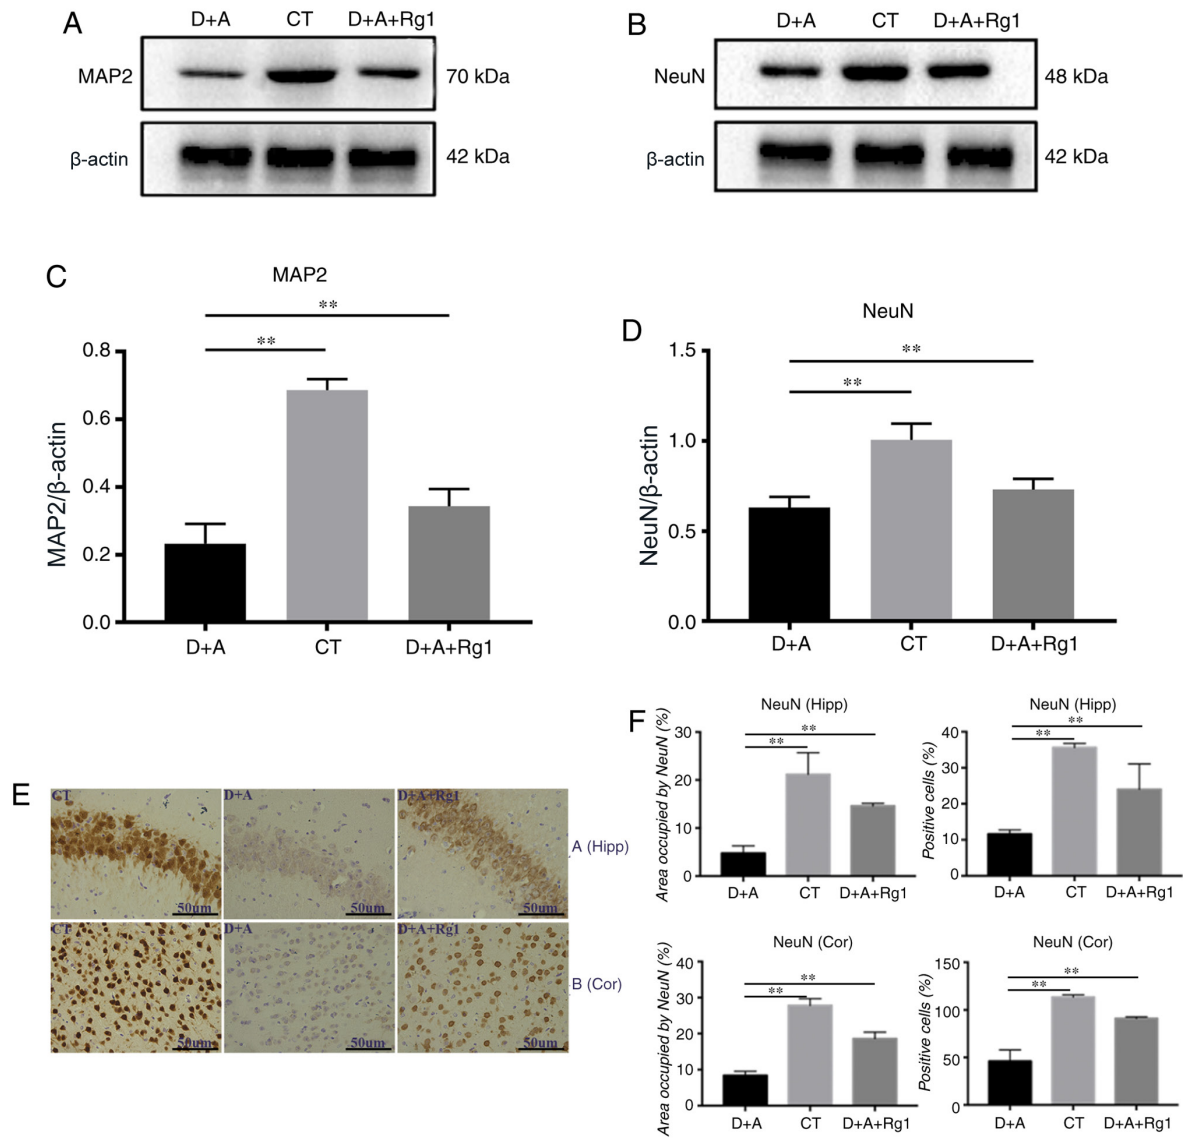 A
D+A CT D+A+Rg1
MAP2 70 kDa
β-actin 42 kDa
B
D+A CT D+A+Rg1
NeuN 48 kDa
β-actin 42 kDa
C
MAP2
**
**
MAP2/β-actin
0.8
0.6
0.4
0.2
0.0
D+A CT D+A+Rg1
D
NeuN
**
**
NeuN/β-actin
1.5
1.0
0.5
0.0
D+A CT D+A+Rg1
E
CT D+A D+A+Rg1
A (Hipp)
50um 50um 50um
CT D+A D+A+Rg1
B (Cor)
50um 50um 50um
F
NeuN (Hipp)
**
**
Area occupied by NeuN (%)
30
20
10
0
D+A CT D+A+Rg1
NeuN (Hipp)
**
**
Positive cells (%)
40
30
20
10
0
D+A CT D+A+Rg1
NeuN (Cor)
**
**
Area occupied by NeuN (%)
40
30
20
10
0
D+A CT D+A+Rg1
NeuN (Cor)
**
**
Positive cells (%)
150
100
50
0
D+A CT D+A+Rg1